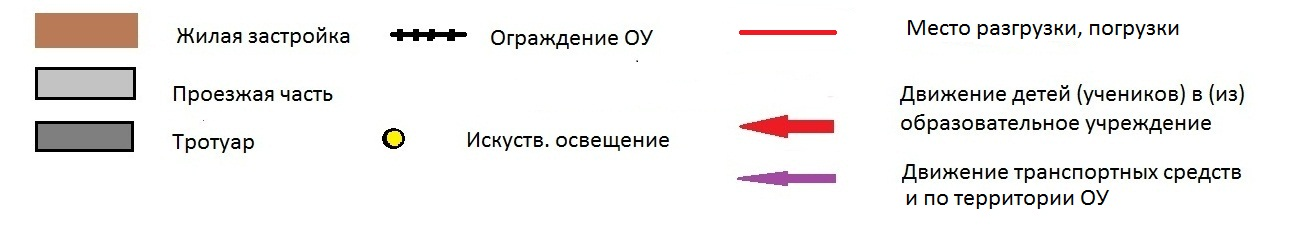 Жилая застройка
Проезжая часть
Тротуар
Ограждение ОУ
Искуств. освещение
Место разгрузки, погрузки
Движение детей (учеников) в (из)
образовательное учреждение
Движение транспортных средств
и по территории ОУ